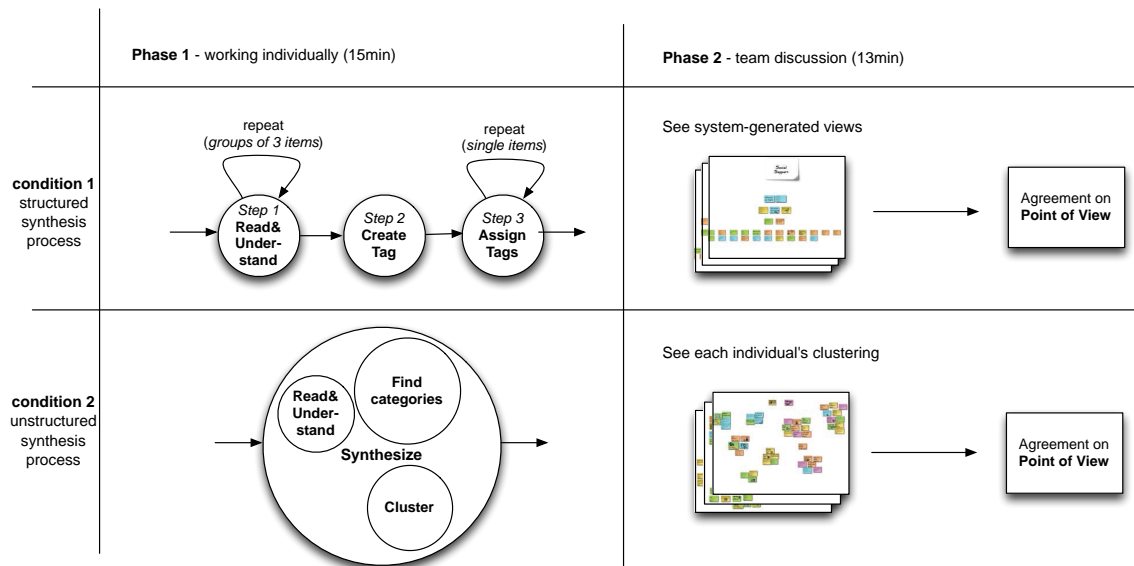 Phase 1 - working individually (15min)
Phase 2 - team discussion (13min)
condition 1
structured
synthesis
process
repeat
(groups of 3 items)
Step 1
Read&
Under-
stand
Step 2
Create
Tag
repeat
(single items)
Step 3
Assign
Tags
See system-generated views
Social
Support
Agreement on
Point of View
condition 2
unstructured
synthesis
process
Read&
Under-
stand
Find
categories
Synthesize
Cluster
See each individual's clustering
Agreement on
Point of View